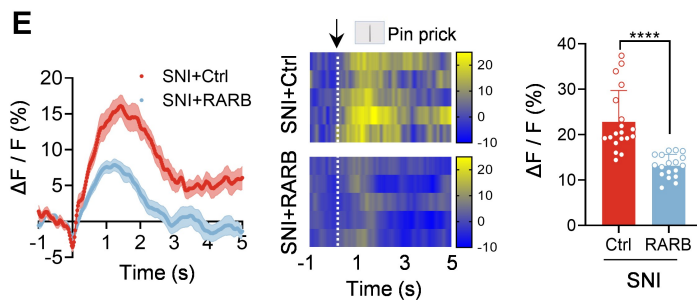 E
ΔF / F (%)
20
15
10
5
-5
-1
1
2
3
4
5
Time (s)
SNI+Ctrl
SNI+RARB
Pin prick
SNI+Ctrl
20
10
0
-10
SNI+RARB
20
10
0
-10
-1
1
3
5
Time (s)
ΔF / F (%)
40
30
20
10
0
****
Ctrl
RARB
SNI